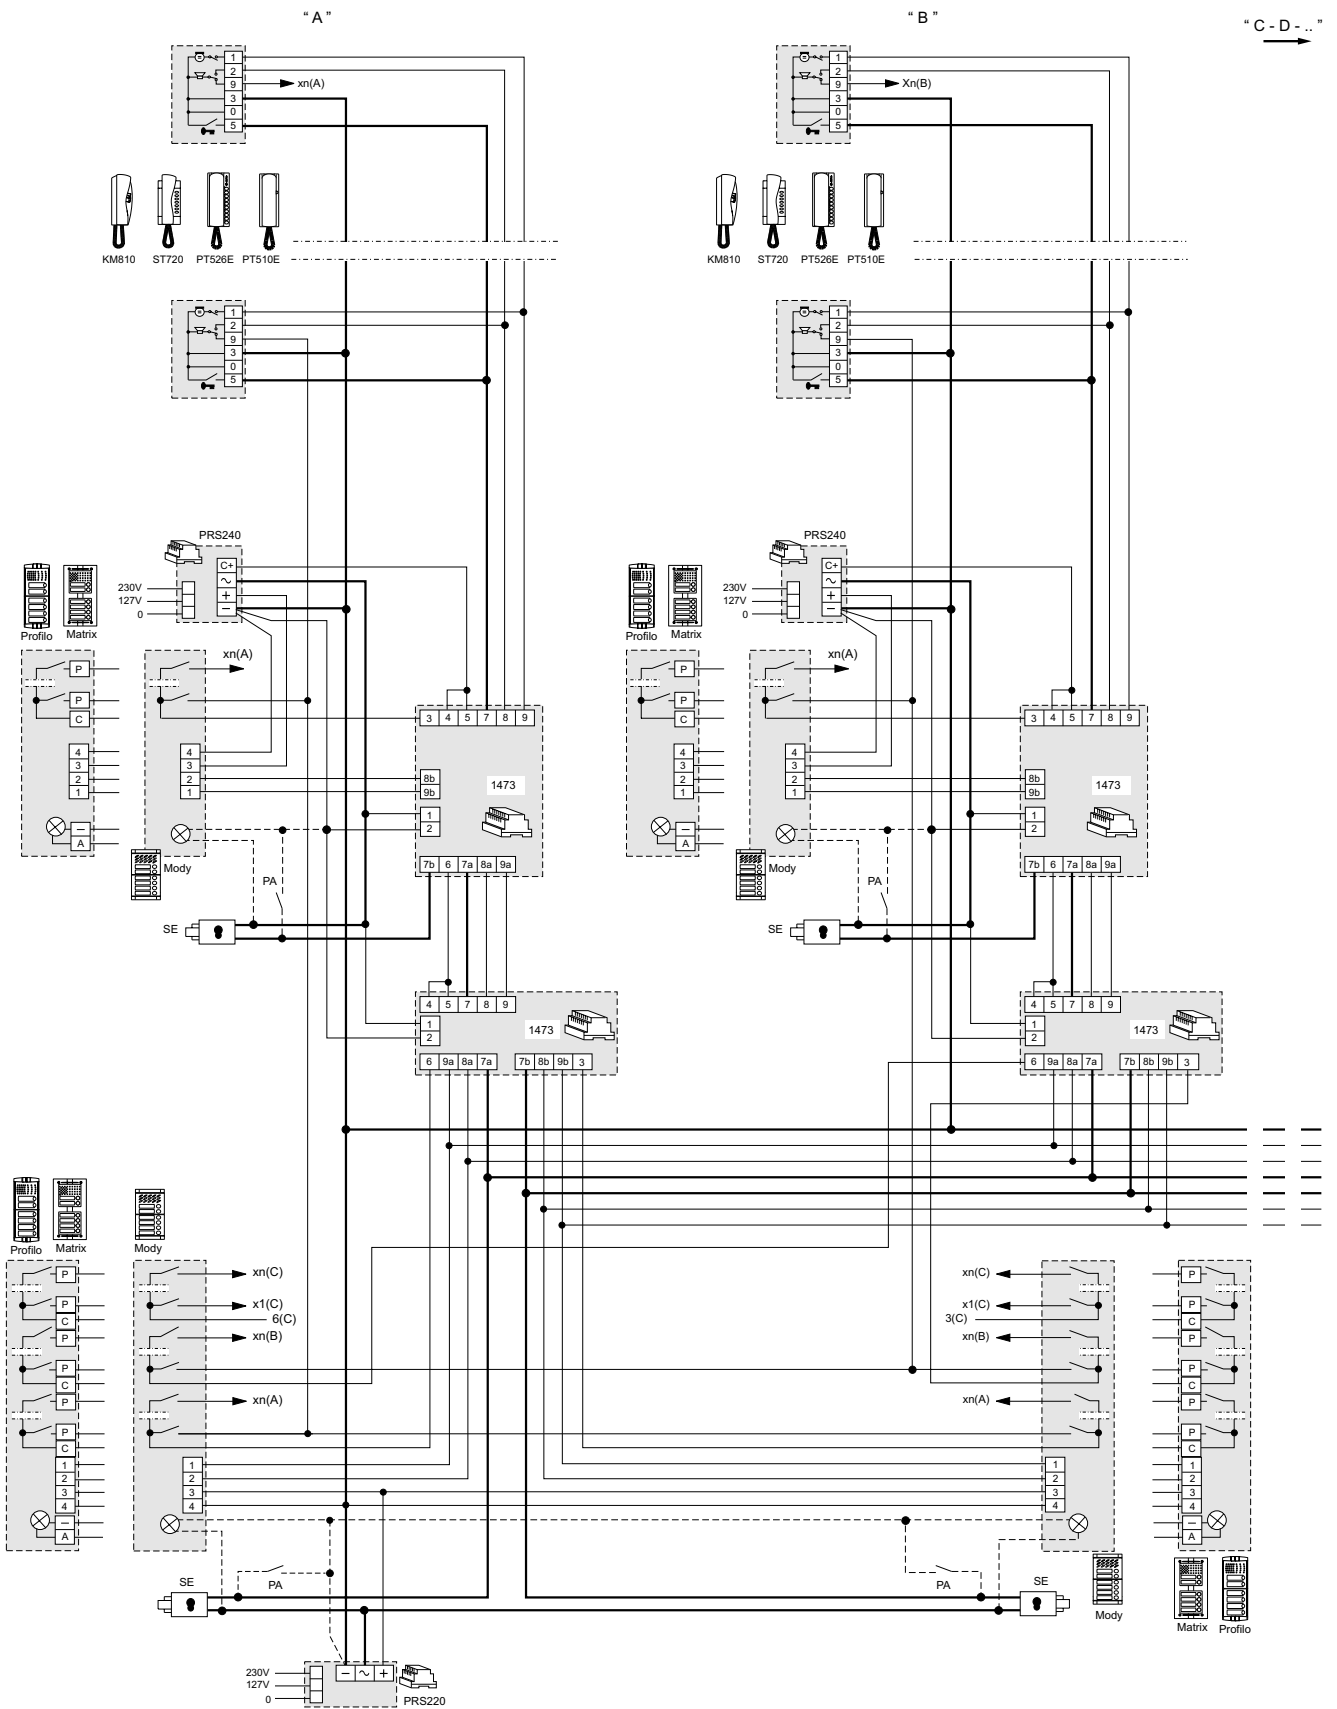 “ A ”
“ B ”
“ C - D - .. ”
1
2
9
3
0
5
xn(A)
1
2
9
3
0
5
Xn(B)
KM810 ST720 PT526E PT510E
KM810 ST720 PT526E PT510E
1
2
9
3
0
5
1
2
9
3
0
5
PRS240
C+
~
+
–
230V
127V
0
Profilo Matrix
xn(A)
P
P
C
4
3
2
1
–
A
4
3
2
1
Mody
3 4 5 7 8 9
8b
9b
1473
1
2
7b 6 7a 8a 9a
PA
SE
4 5 7 8 9
1
2
1473
6 9a 8a 7a 7b 8b 9b 3
PRS240
C+
~
+
–
230V
127V
0
Profilo Matrix
xn(A)
P
P
C
4
3
2
1
–
A
4
3
2
1
Mody
3 4 5 7 8 9
8b
9b
1473
1
2
7b 6 7a 8a 9a
PA
SE
4 5 7 8 9
1
2
1473
6 9a 8a 7a 7b 8b 9b 3
Profilo Matrix
Mody
P
P
C
P
P
C
P
P
C
1
2
3
4
–
A
xn(C)
x1(C)
6(C)
xn(B)
xn(A)
1
2
3
4
xn(C)
x1(C)
3(C)
xn(B)
xn(A)
1
2
3
4
P
P
C
P
P
C
P
P
C
1
2
3
4
–
A
SE
PA
PA
SE
Mody
Matrix Profilo
– ~ +
230V
127V
0
PRS220